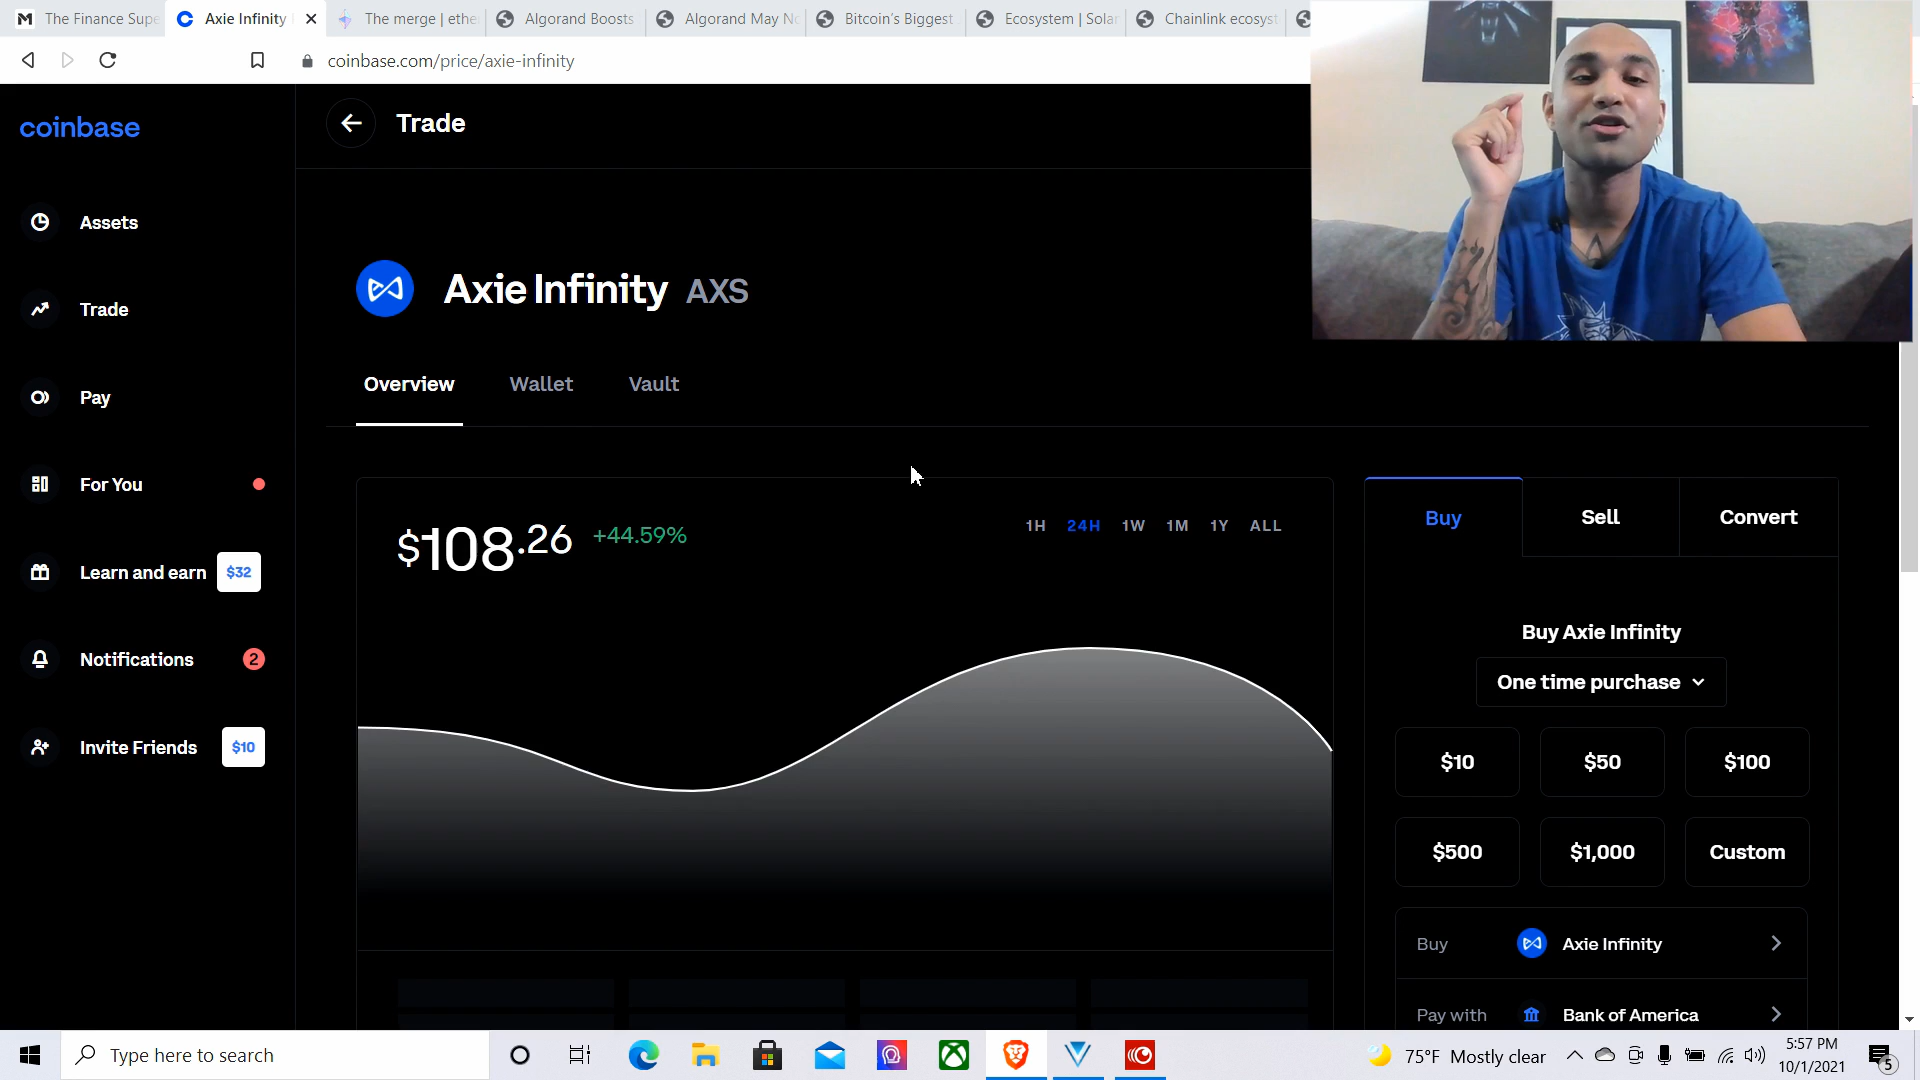 The Finance Supe
Axie Infinity
The merge | ethe
Algorand Boosts
Algorand May No
Bitcoin's Biggest
Ecosystem | Solar
Chainlink ecosyst
coinbase.com/price/axie-infinity
coinbase
Trade
Assets
Trade
Pay
For You
Learn and earn $32
Notifications 2
Invite Friends $10
Axie Infinity AXS
Overview Wallet Vault
$108.26 +44.59%
1H 24H 1W 1M 1Y ALL
Buy Sell Convert
Buy Axie Infinity
One time purchase
$10 $50 $100
$500 $1,000 Custom
Buy Axie Infinity
Pay with Bank of America
Type here to search
75°F Mostly clear
5:57 PM
10/1/2021
5